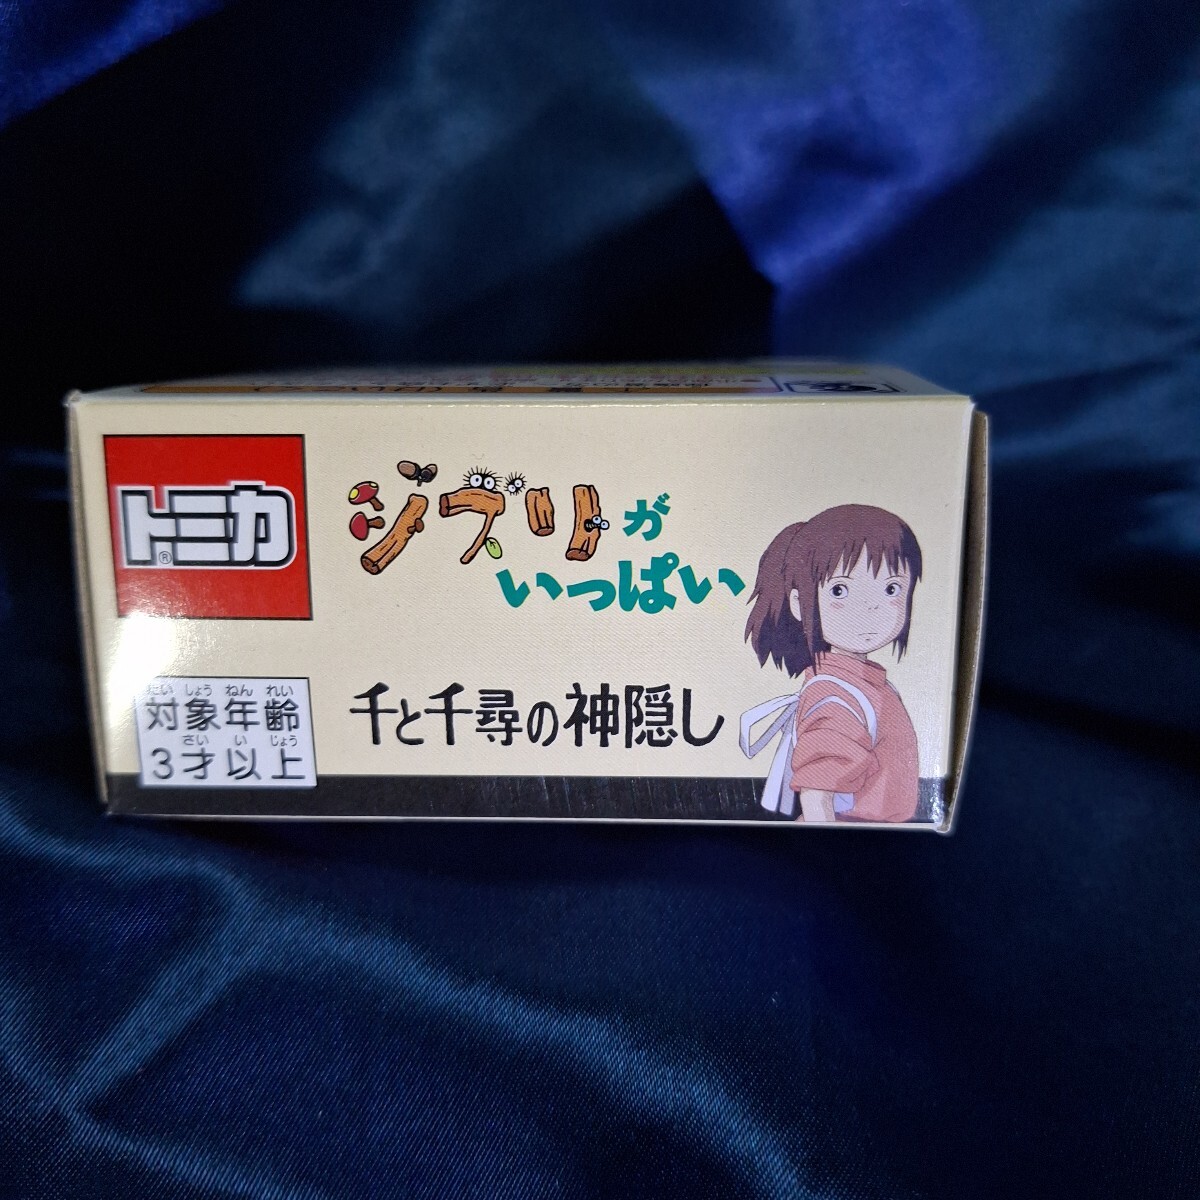 トミカ
®
ジブリが
いっぱい
千と千尋の神隠し
たい しょう ねん れい
対象年齢
さい い じょう
3才以上